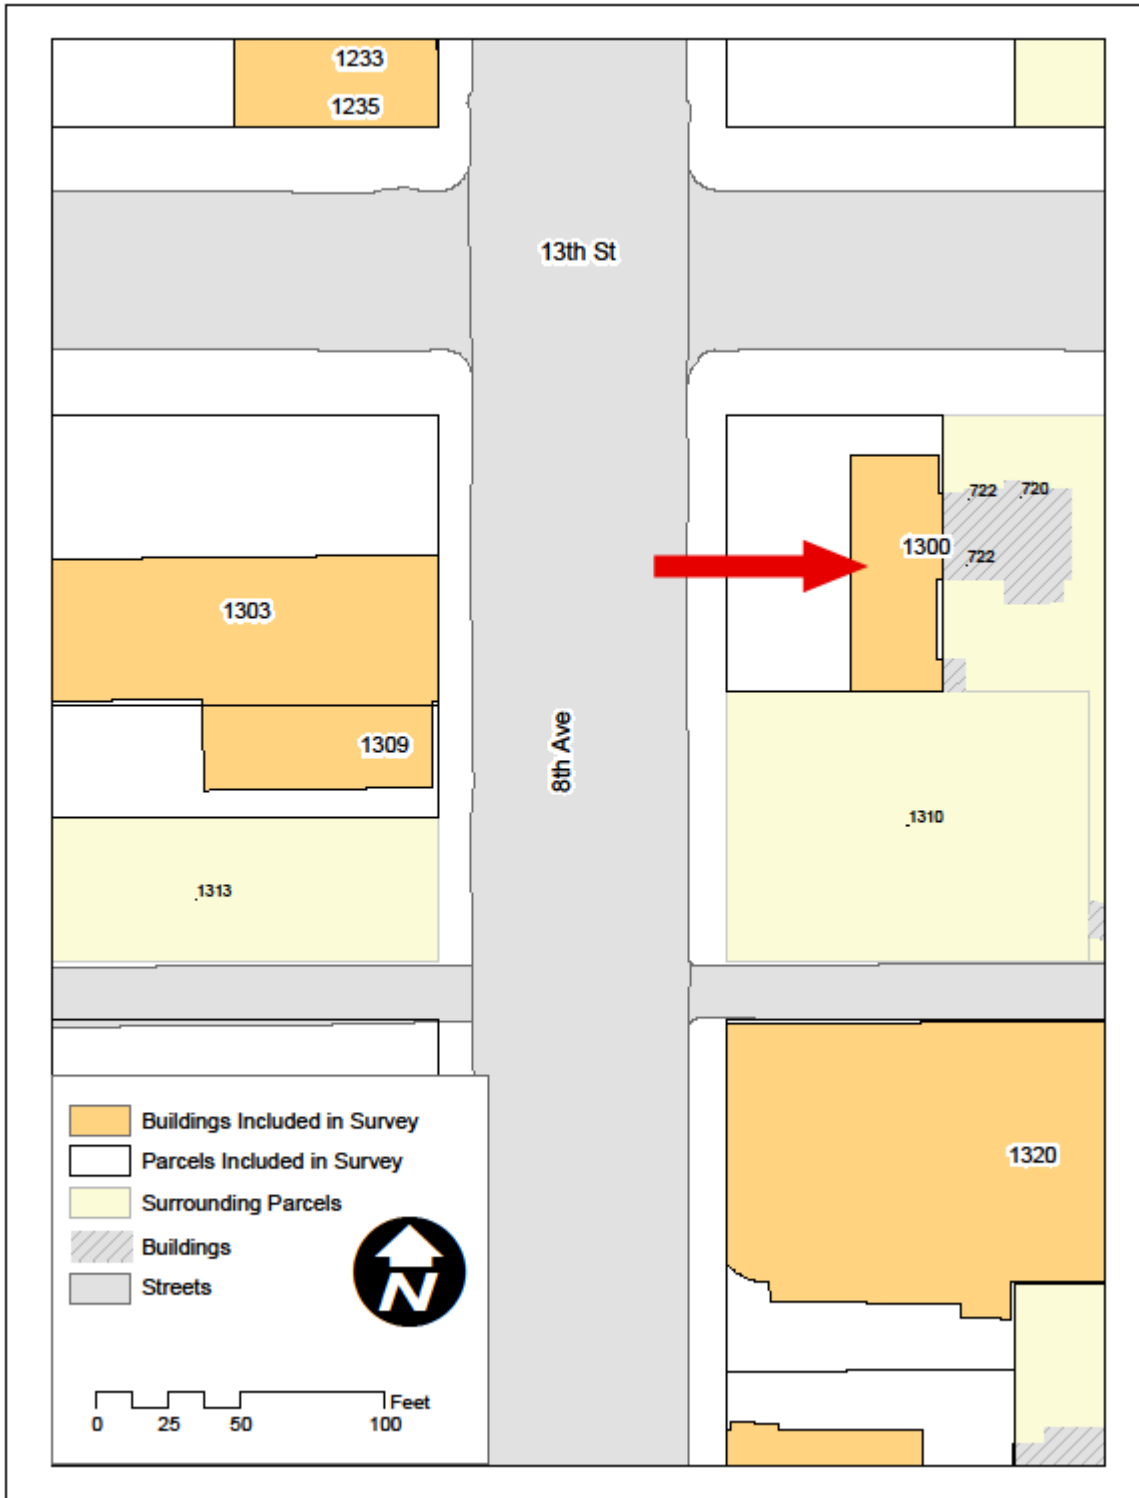 1233
1235
13th St
722
720
1300
722
1303
1309
8th Ave
1310
1313
1320
Buildings Included in Survey
Parcels Included in Survey
Surrounding Parcels
Buildings
Streets
N
Feet
0 25 50 100